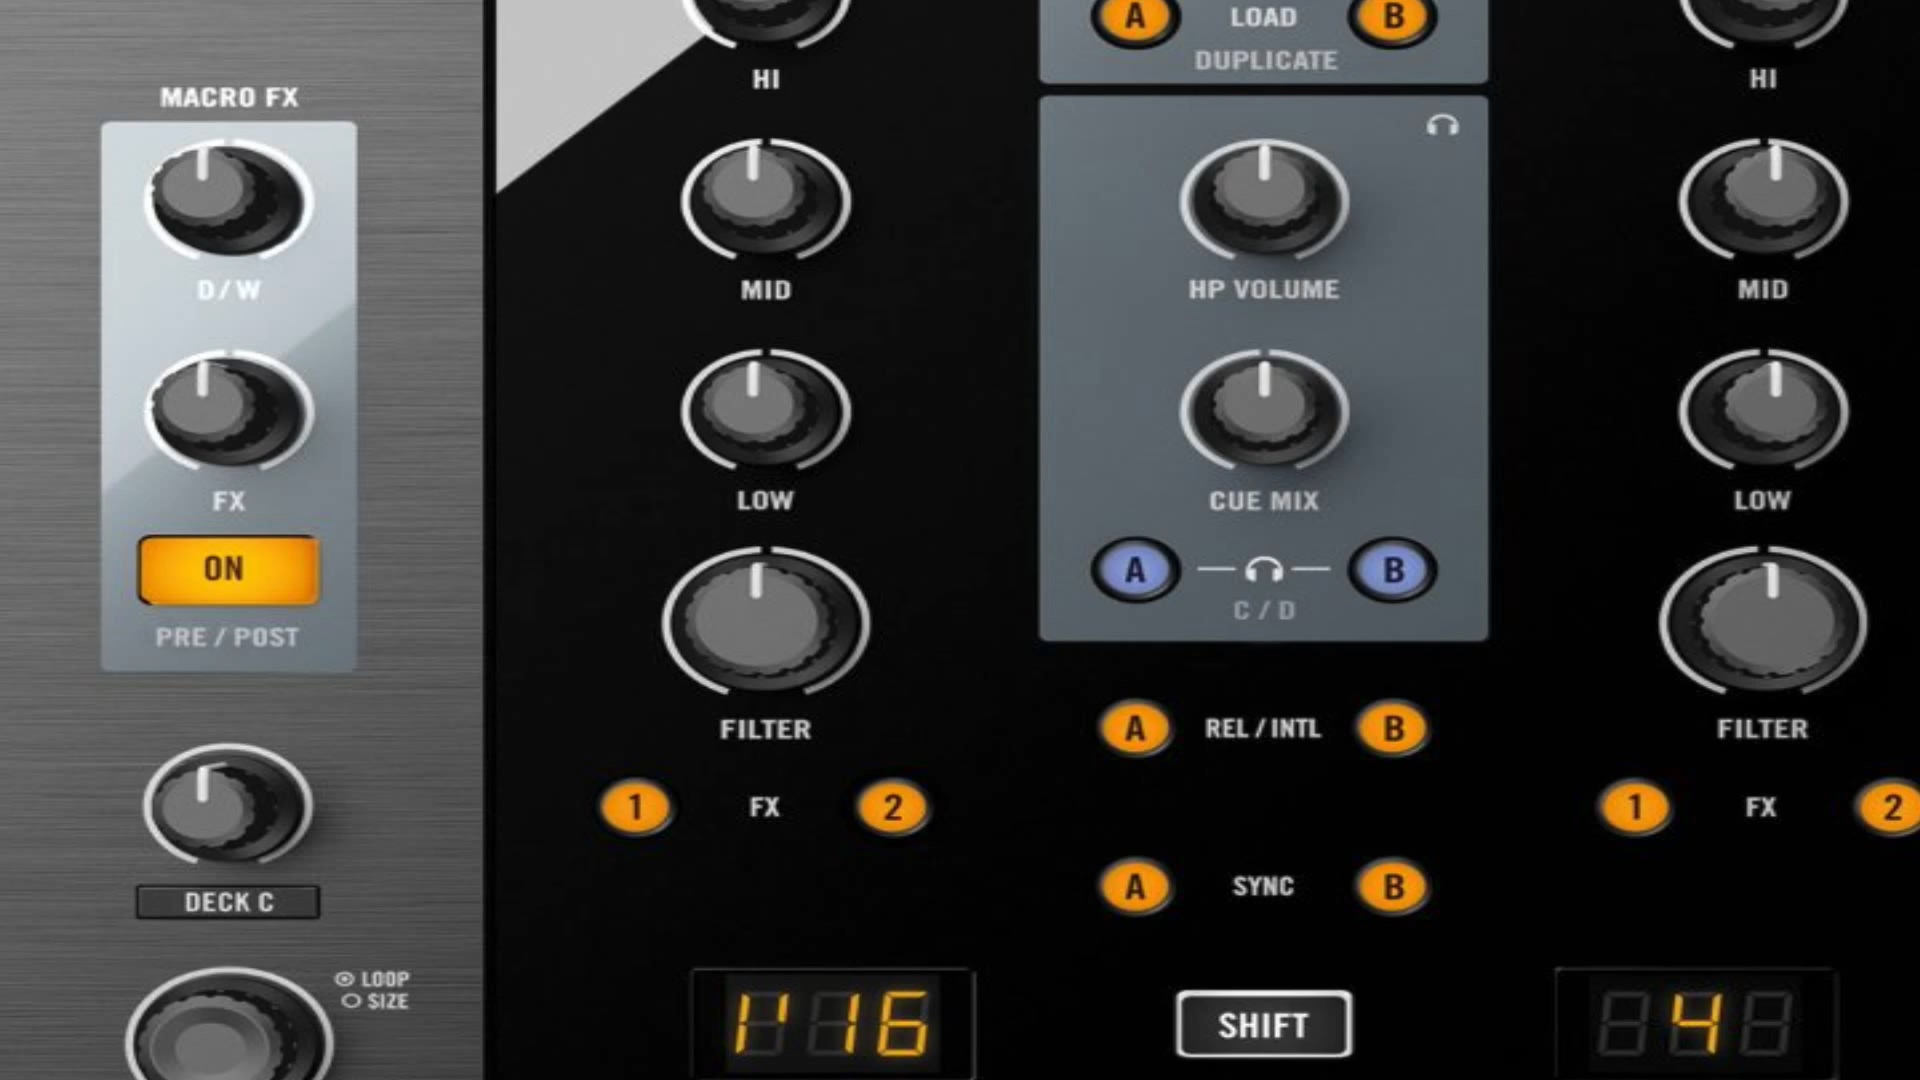 A LOAD B
DUPLICATE
HI
HI
MACRO FX
D/W
MID
HP VOLUME
MID
FX
LOW
CUE MIX
LOW
ON
A B
C / D
PRE / POST
FILTER
A REL / INTL B
FILTER
1 FX 2
1 FX 2
A SYNC B
DECK C
LOOP
SIZE
1' 16
SHIFT
4